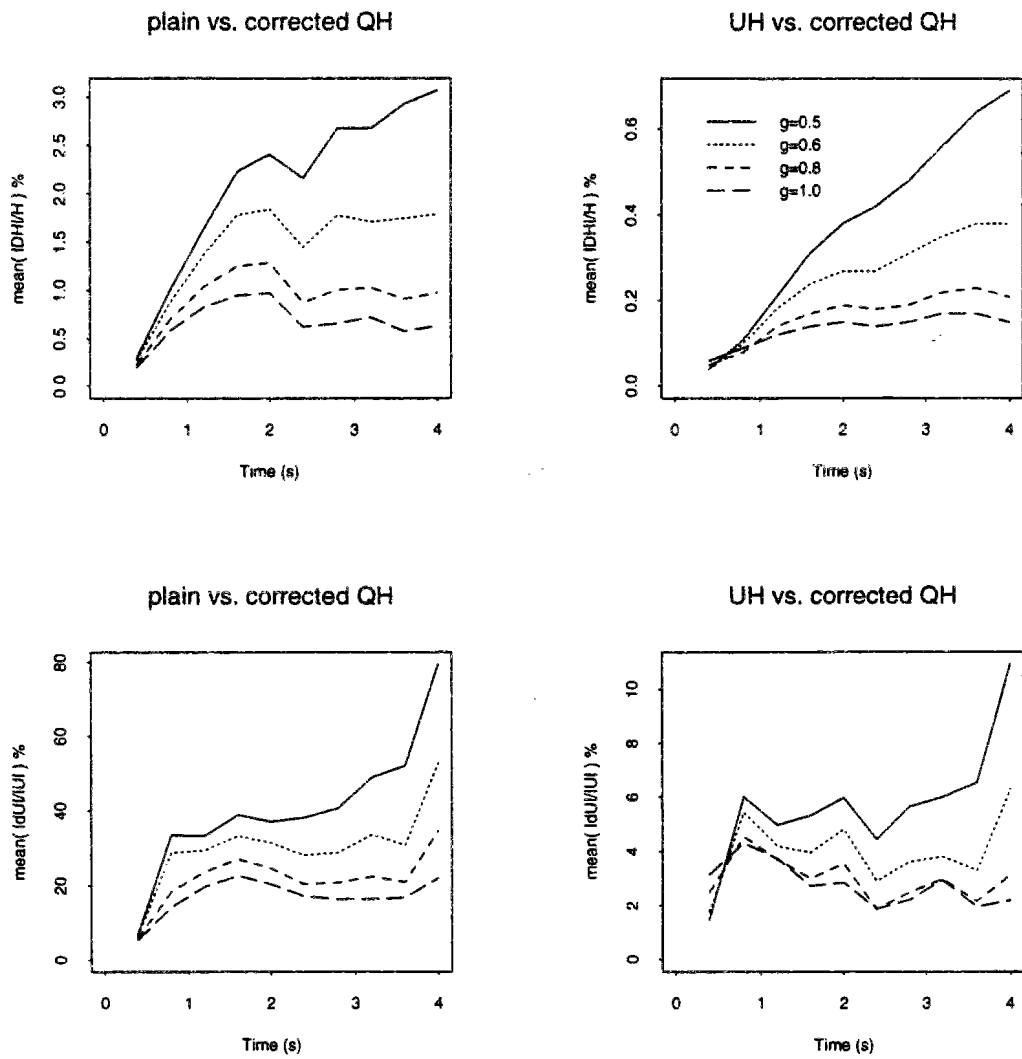 plain vs. corrected QH
mean( |DH|/H ) %
3.0
2.5
2.0
1.5
1.0
0.5
0.0
0 1 2 3 4
Time (s)
UH vs. corrected QH
mean( |DH|/H ) %
0.6
0.4
0.2
0.0
g=0.5
g=0.6
g=0.8
g=1.0
0 1 2 3 4
Time (s)
plain vs. corrected QH
mean( |dU|/|U| ) %
80
60
40
20
0
0 1 2 3 4
Time (s)
UH vs. corrected QH
mean( |dU|/|U| ) %
10
8
6
4
2
0
0 1 2 3 4
Time (s)